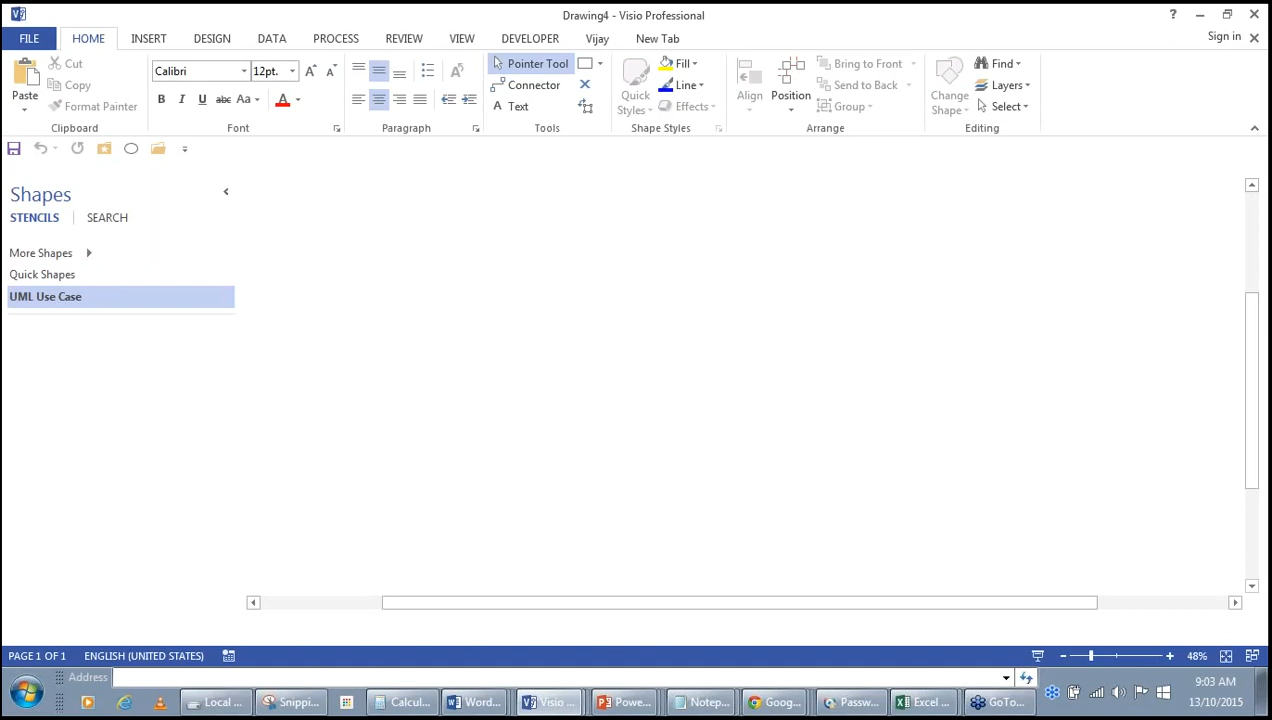 Drawing4 - Visio Professional
?
Sign in
FILE HOME INSERT DESIGN DATA PROCESS REVIEW VIEW DEVELOPER Vijay New Tab
Paste
Cut
Copy
Format Painter
Clipboard
Calibri 12pt. A A
B I U abc Aa A
Font
A
Paragraph
Pointer Tool
Connector
A Text
Tools
Quick Styles
Fill
Line
Effects
Shape Styles
Align
Position
Bring to Front
Send to Back
Group
Arrange
Change Shape
Find
Layers
Select
Editing
Shapes
STENCILS SEARCH
More Shapes
Quick Shapes
UML Use Case
PAGE 1 OF 1 ENGLISH (UNITED STATES) 48%
Address
Local ... Snippi... Calcul... Word... Visio ... Powe... Notep... Goog... Passw... Excel ... GoTo...
9:03 AM
13/10/2015